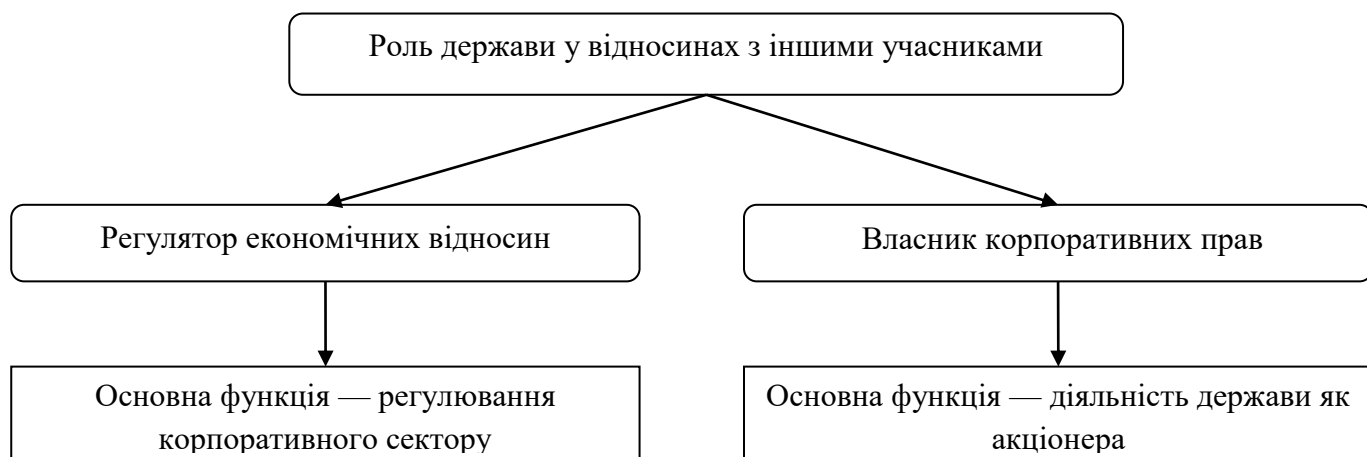 Роль держави у відносинах з іншими учасниками
Регулятор економічних відносин
Власник корпоративних прав
Основна функція — регулювання
корпоративного сектору
Основна функція — діяльність держави як
акціонера